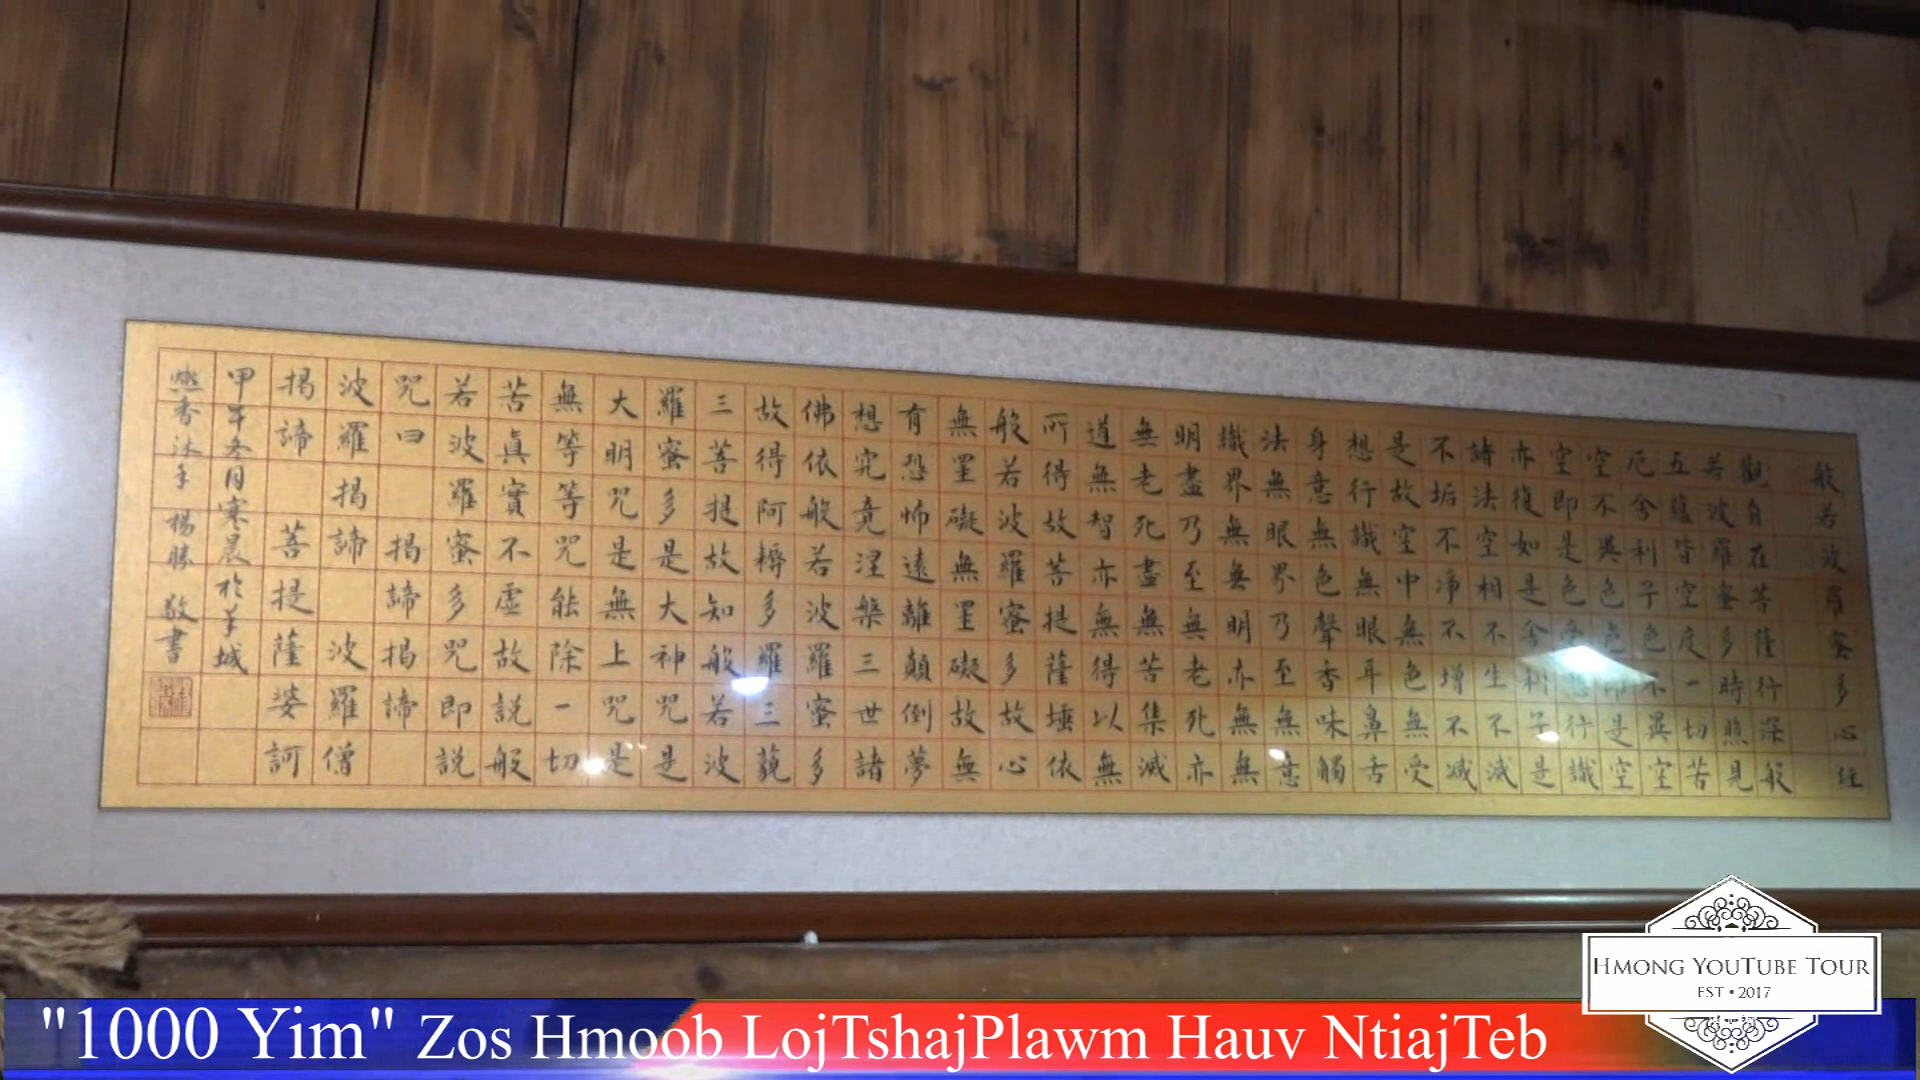 般若波羅蜜多心經
觀自在菩薩行深般
若波羅蜜多時照見
五蘊皆空度一切苦
厄舍利子色不異空
空不異色色即是空
空即是色受想行識
亦復如是舍利子是
諸法空相不生不滅
不垢不淨不增不減
是故空中無色無受
想行識無眼耳鼻舌
身意無色聲香味觸
法無眼界乃至無意
識界無無明亦無無
明盡乃至無老死亦
無老死盡無苦集滅
道無智亦無得以無
所得故菩提薩埵依
般若波羅蜜多故心
無罣礙無罣礙故無
有恐怖遠離顛倒夢
想究竟涅槃三世諸
佛依般若波羅蜜多
故得阿耨多羅三藐
三菩提故知般若波
羅蜜多是大神咒是
大明咒是無上咒是
無等等咒能除一切
苦真實不虛故說般
若波羅蜜多咒即說
咒曰 揭諦揭諦
波羅揭諦 波羅僧
揭諦 菩提薩婆訶
甲午冬月寒晨於羊城
燃香沐手 楊勝 敬書
HMONG YOUTUBE TOUR
EST • 2017
"1000 Yim" Zos Hmoob LojTshajPlawm Hauv NtiajTeb